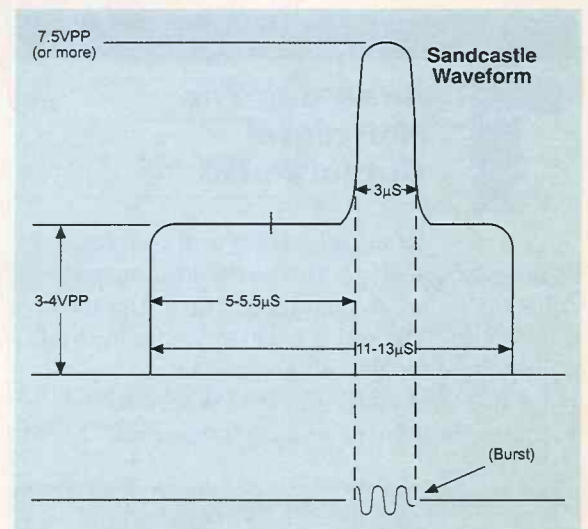 7.5VPP
(or more)
Sandcastle
Waveform
3µS
3-4VPP
5-5.5µS
11-13µS
(Burst)